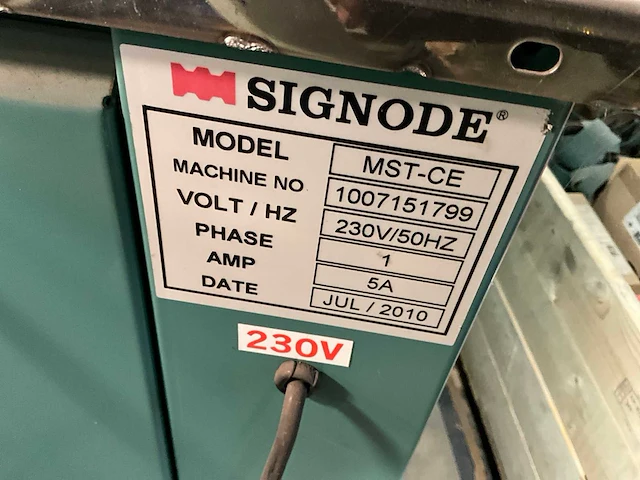 SIGNODE®
MODEL MST-CE
MACHINE NO 1007151799
VOLT / HZ 230V/50HZ
PHASE 1
AMP 5A
DATE JUL / 2010
230V